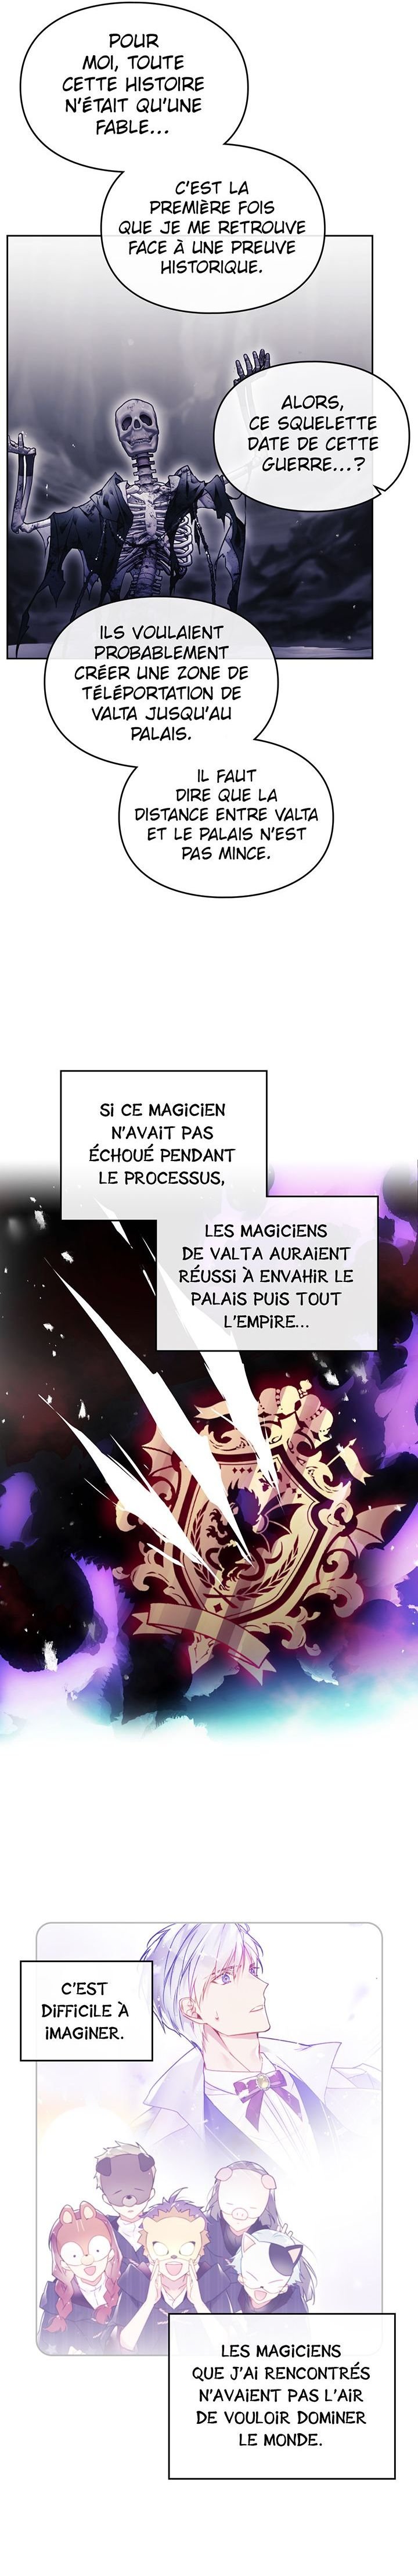 POUR
MOI, TOUTE
CETTE HISTOIRE
N'ÉTAIT QU'UNE
FABLE...
C'EST LA
PREMIÈRE FOIS
QUE JE ME RETROUVE
FACE À UNE PREUVE
HISTORIQUE.
ALORS,
CE SQUELETTE
DATE DE CETTE
GUERRE...?
ILS VOULAIENT
PROBABLEMENT
CRÉER UNE ZONE DE
TÉLÉPORTATION DE
VALTA JUSQU'AU
PALAIS.
IL FAUT
DIRE QUE LA
DISTANCE ENTRE VALTA
ET LE PALAIS N'EST
PAS MINCE.
SI CE MAGICIEN
N'AVAIT PAS
ÉCHOUÉ PENDANT
LE PROCESSUS,
LES MAGICIENS
DE VALTA AURAIENT
RÉUSSI À ENVAHIR LE
PALAIS PUIS TOUT
L'EMPIRE...
C'EST
DIFFICILE À
IMAGINER.
LES MAGICIENS
QUE J'AI RENCONTRÉS
N'AVAIENT PAS L'AIR
DE VOULOIR DOMINER
LE MONDE.